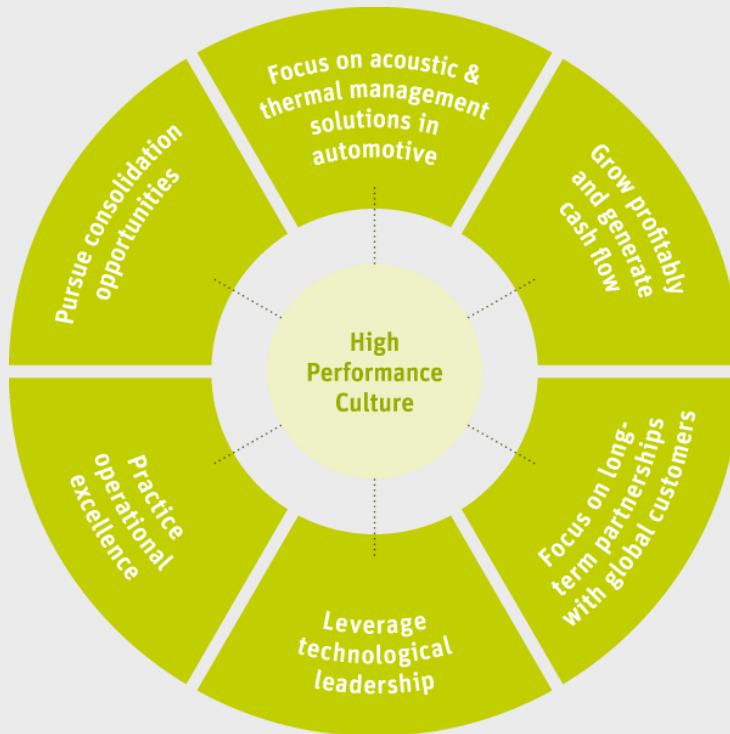 Focus on acoustic &
thermal management
solutions in
automotive
Grow profitably
and generate
cash flow
Focus on long-
term partnerships
with global customers
Leverage
technological
leadership
Practice
operational
excellence
Pursue consolidation
opportunities
High
Performance
Culture